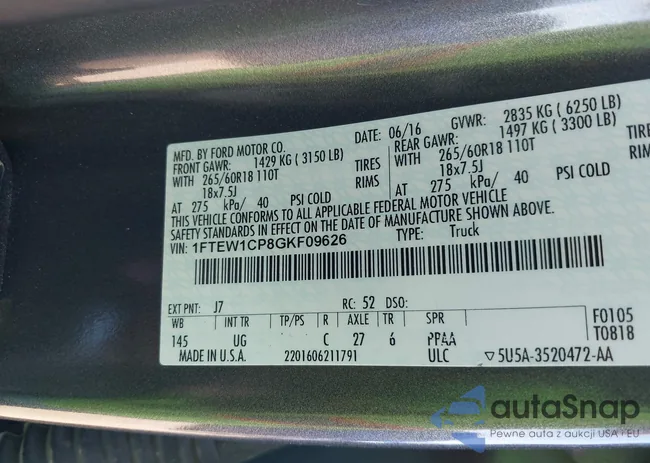 MFD. BY FORD MOTOR CO. DATE: 06/16 GVWR: 2835 KG ( 6250 LB)
FRONT GAWR: 1429 KG ( 3150 LB) REAR GAWR: 1497 KG ( 3300 LB)
WITH 265/60R18 110T TIRES WITH 265/60R18 110T TIRES
18x7.5J RIMS 18x7.5J RIMS
AT 275 kPa/ 40 PSI COLD AT 275 kPa/ 40 PSI COLD
THIS VEHICLE CONFORMS TO ALL APPLICABLE FEDERAL MOTOR VEHICLE
SAFETY STANDARDS IN EFFECT ON THE DATE OF MANUFACTURE SHOWN ABOVE.
VIN: 1FTEW1CP8GKF09626 TYPE: Truck
EXT PNT: J7 RC: 52 DSO: F0105
WB INT TR TP/PS R AXLE TR SPR T0818
145 UG C 27 6 PPAA
MADE IN U.S.A. 2201606211791 ULC ▽5U5A-3520472-AA
autaSnap
Pewne auta z aukcji USA i EU